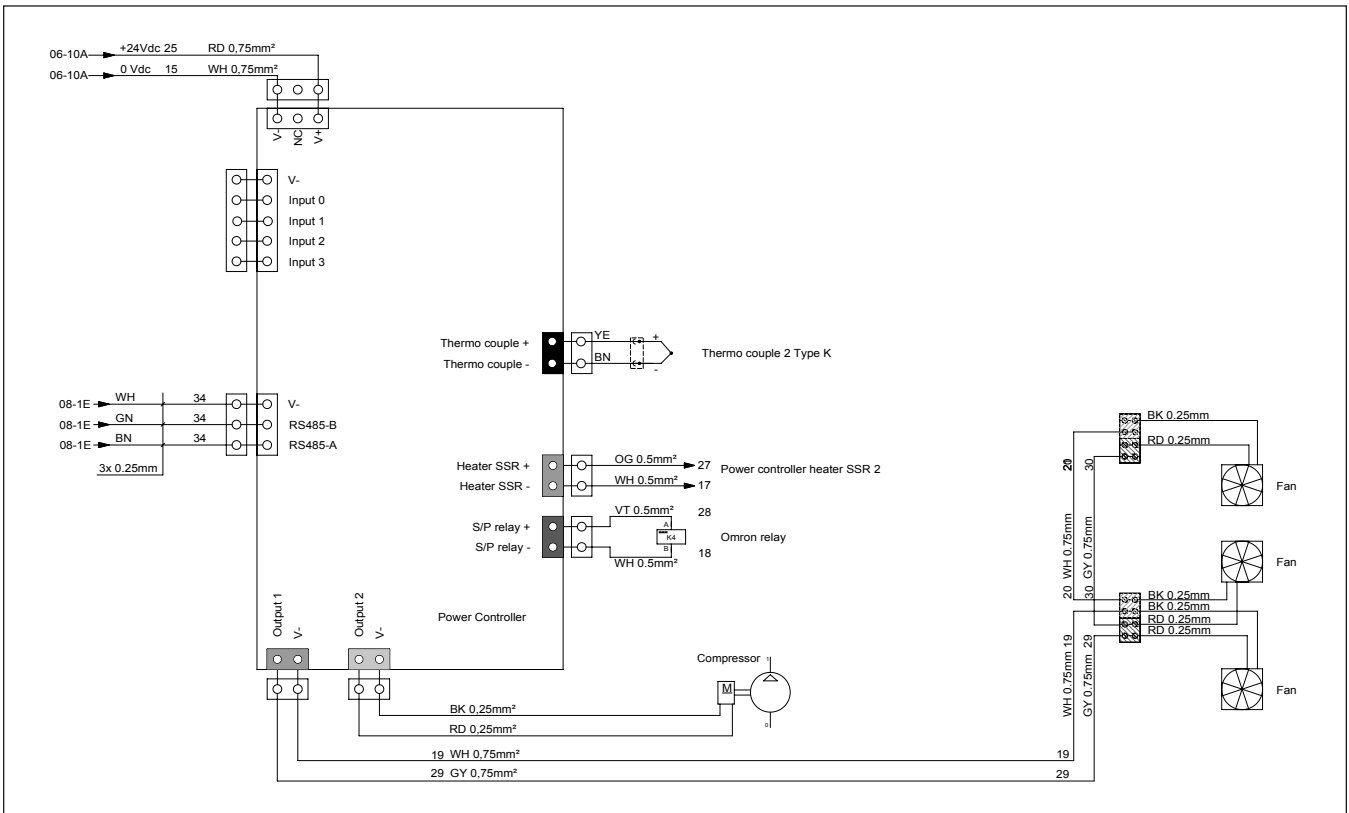 06-10A +24Vdc 25 RD 0,75mm²
06-10A 0 Vdc 15 WH 0,75mm²
V- NC V+
V-
Input 0
Input 1
Input 2
Input 3
Thermo couple + YE +
Thermo couple - BN -
Thermo couple 2 Type K
08-1E WH 34 V-
08-1E GN 34 RS485-B
08-1E BN 34 RS485-A
3x 0.25mm
Heater SSR + OG 0.5mm² 27
Heater SSR - WH 0.5mm² 17
Power controller heater SSR 2
S/P relay + VT 0.5mm² 28
A
K4
B
Omron relay
S/P relay - WH 0.5mm² 18
Power Controller
Output 1 V- Output 2 V-
Compressor 1
M
0
BK 0,25mm²
RD 0,25mm²
19 WH 0,75mm² 19
29 GY 0,75mm² 29
BK 0.25mm
RD 0.25mm
Fan
30
20 WH 0.75mm
30 GY 0.75mm
Fan
BK 0.25mm
BK 0.25mm
RD 0.25mm
RD 0.25mm
WH 0.75mm 19
GY 0.75mm 29
Fan